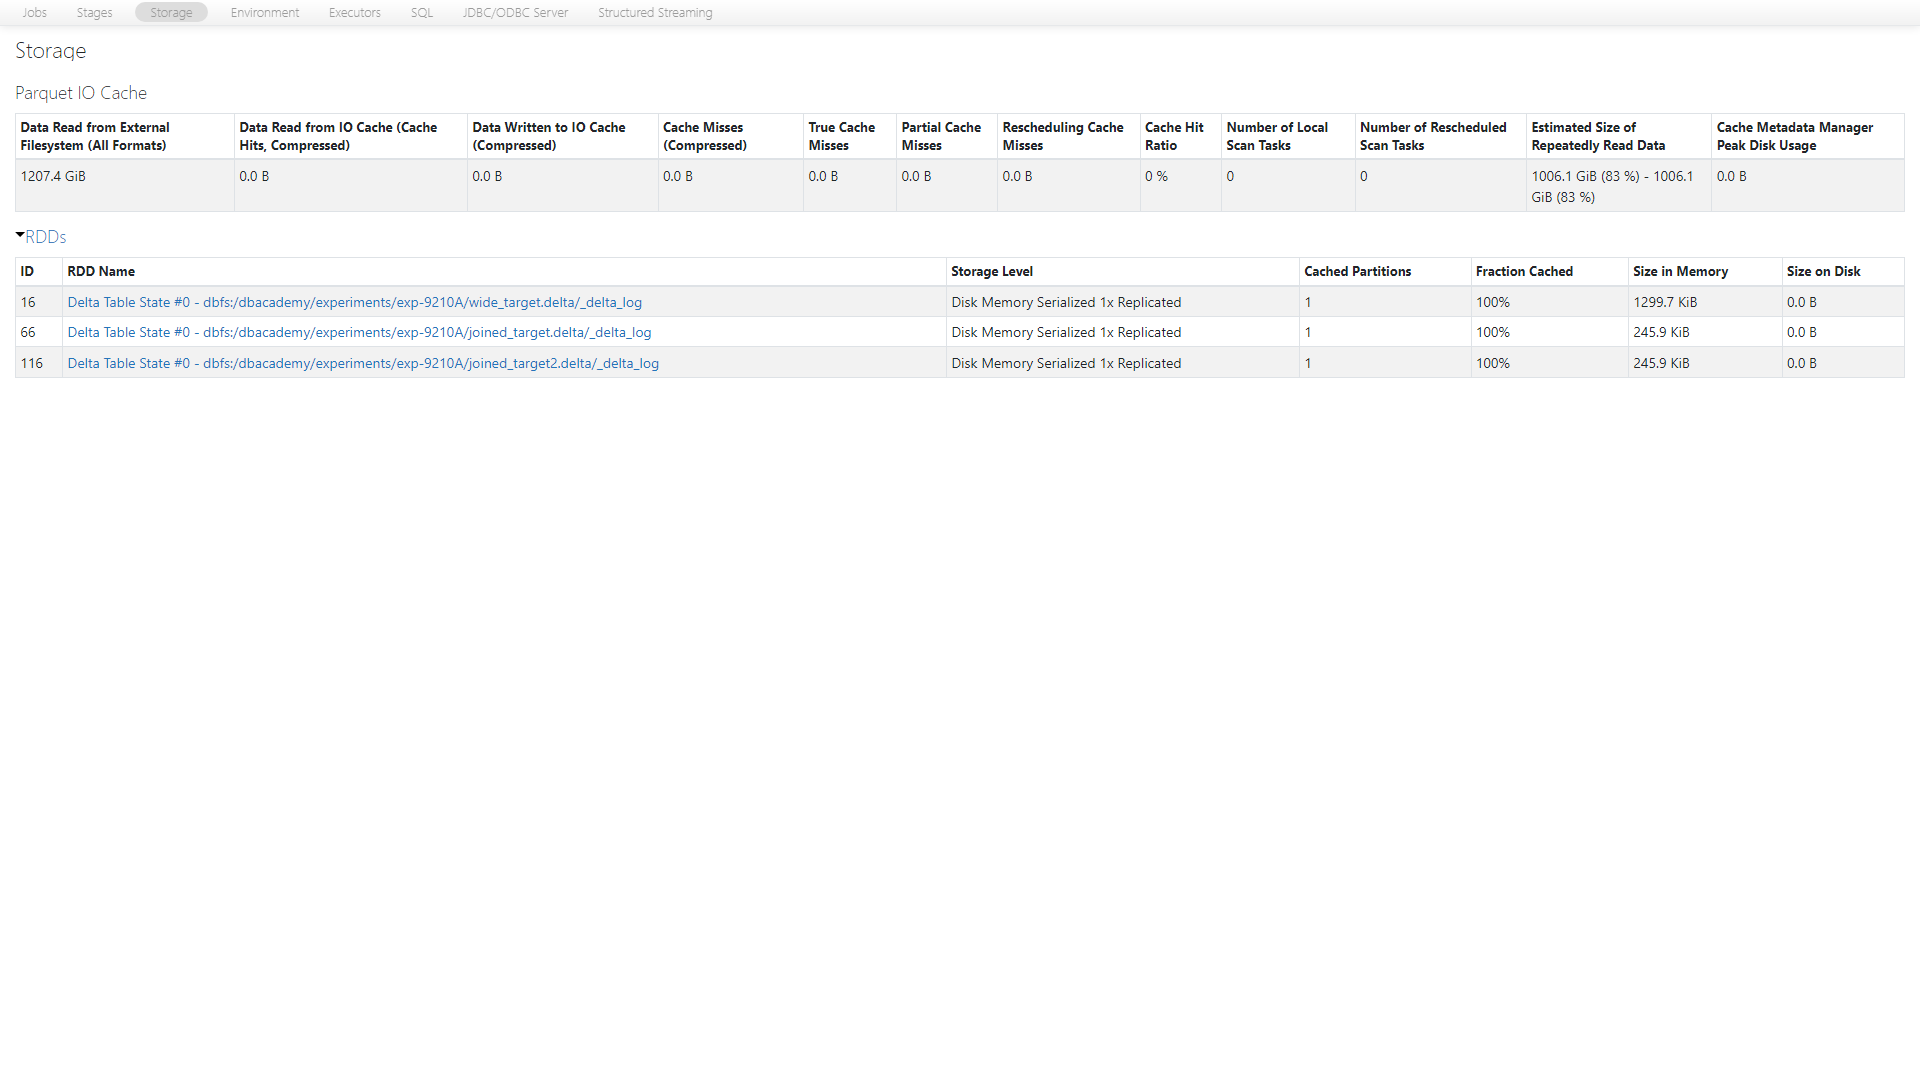 Jobs Stages Storage Environment Executors SQL JDBC/ODBC Server Structured Streaming
Storage
Parquet IO Cache
Data Read from External Filesystem (All Formats) Data Read from IO Cache (Cache Hits, Compressed) Data Written to IO Cache (Compressed) Cache Misses (Compressed) True Cache Misses Partial Cache Misses Rescheduling Cache Misses Cache Hit Ratio Number of Local Scan Tasks Number of Rescheduled Scan Tasks Estimated Size of Repeatedly Read Data Cache Metadata Manager Peak Disk Usage
1207.4 GiB 0.0 B 0.0 B 0.0 B 0.0 B 0.0 B 0.0 B 0 % 0 0 1006.1 GiB (83 %) - 1006.1 GiB (83 %) 0.0 B
RDDs
ID RDD Name Storage Level Cached Partitions Fraction Cached Size in Memory Size on Disk
16 Delta Table State #0 - dbfs:/dbacademy/experiments/exp-9210A/wide_target.delta/_delta_log Disk Memory Serialized 1x Replicated 1 100% 1299.7 KiB 0.0 B
66 Delta Table State #0 - dbfs:/dbacademy/experiments/exp-9210A/joined_target.delta/_delta_log Disk Memory Serialized 1x Replicated 1 100% 245.9 KiB 0.0 B
116 Delta Table State #0 - dbfs:/dbacademy/experiments/exp-9210A/joined_target2.delta/_delta_log Disk Memory Serialized 1x Replicated 1 100% 245.9 KiB 0.0 B